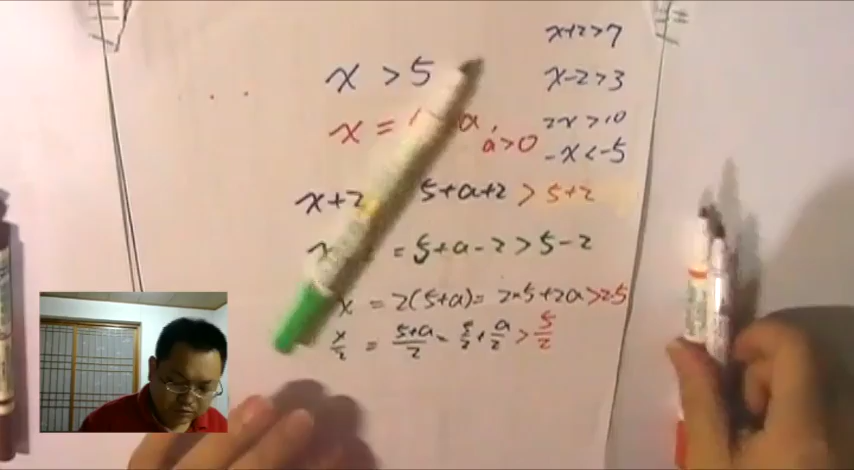 x > 5
x = a,
a>0
x+2 5+a+2 > 5+2
= 5+a-2 > 5-2
x = 2(5+a) = 2×5+2a > 2·5
x/2 = (5+a)/2 = 5/2 + a/2 > 5/2
x+2>7
x-2>3
2x>10
-x<-5